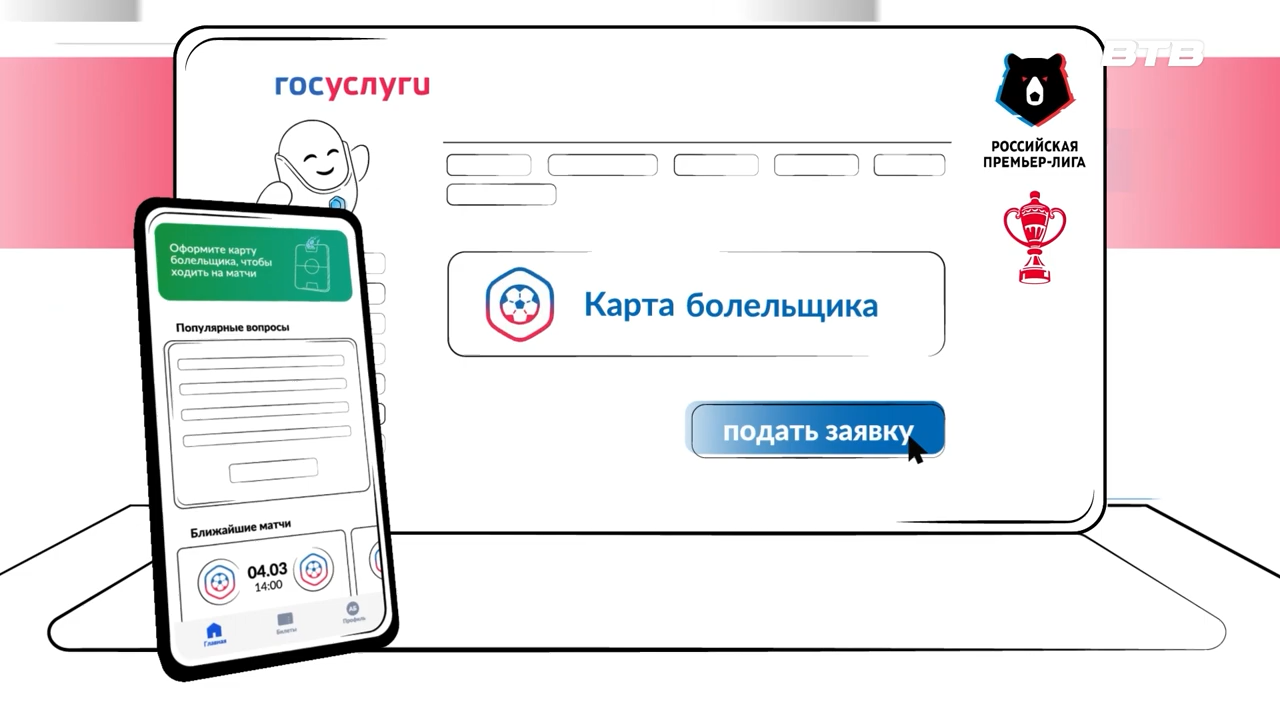 ВТВ
госуслуги
РОССИЙСКАЯ
ПРЕМЬЕР-ЛИГА
Карта болельщика
подать заявку
Оформите карту
болельщика, чтобы
ходить на матчи
Популярные вопросы
Ближайшие матчи
04.03
14:00
Главная
Билеты
АБ
Профиль